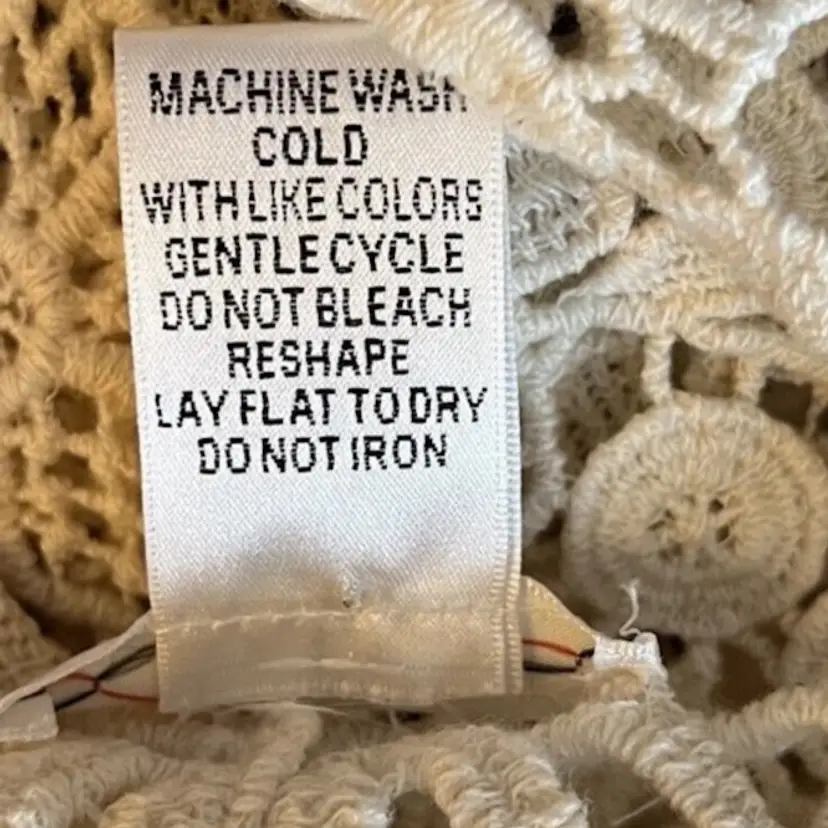 MACHINE WASH
COLD
WITH LIKE COLORS
GENTLE CYCLE
DO NOT BLEACH
RESHAPE
LAY FLAT TO DRY
DO NOT IRON